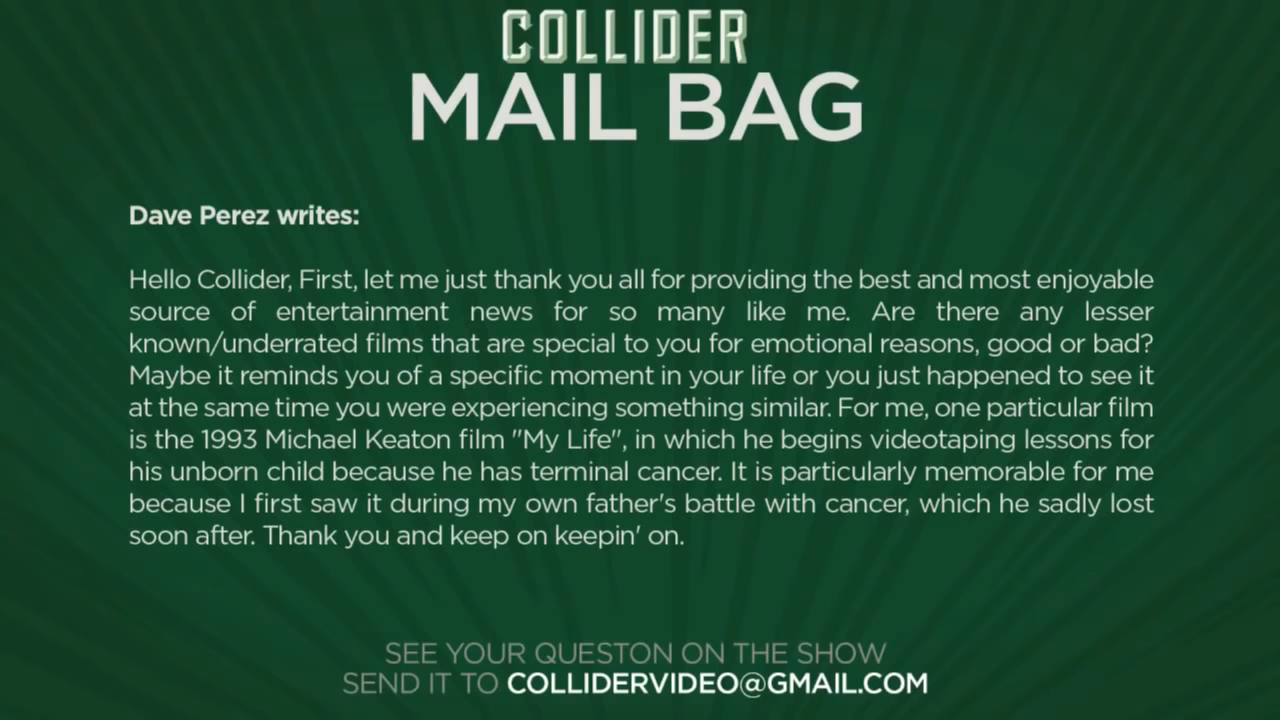 COLLIDER
MAIL BAG
Dave Perez writes:
Hello Collider, First, let me just thank you all for providing the best and most enjoyable
source of entertainment news for so many like me. Are there any lesser
known/underrated films that are special to you for emotional reasons, good or bad?
Maybe it reminds you of a specific moment in your life or you just happened to see it
at the same time you were experiencing something similar. For me, one particular film
is the 1993 Michael Keaton film "My Life", in which he begins videotaping lessons for
his unborn child because he has terminal cancer. It is particularly memorable for me
because I first saw it during my own father's battle with cancer, which he sadly lost
soon after. Thank you and keep on keepin' on.
SEE YOUR QUESTON ON THE SHOW
SEND IT TO COLLIDERVIDEO@GMAIL.COM